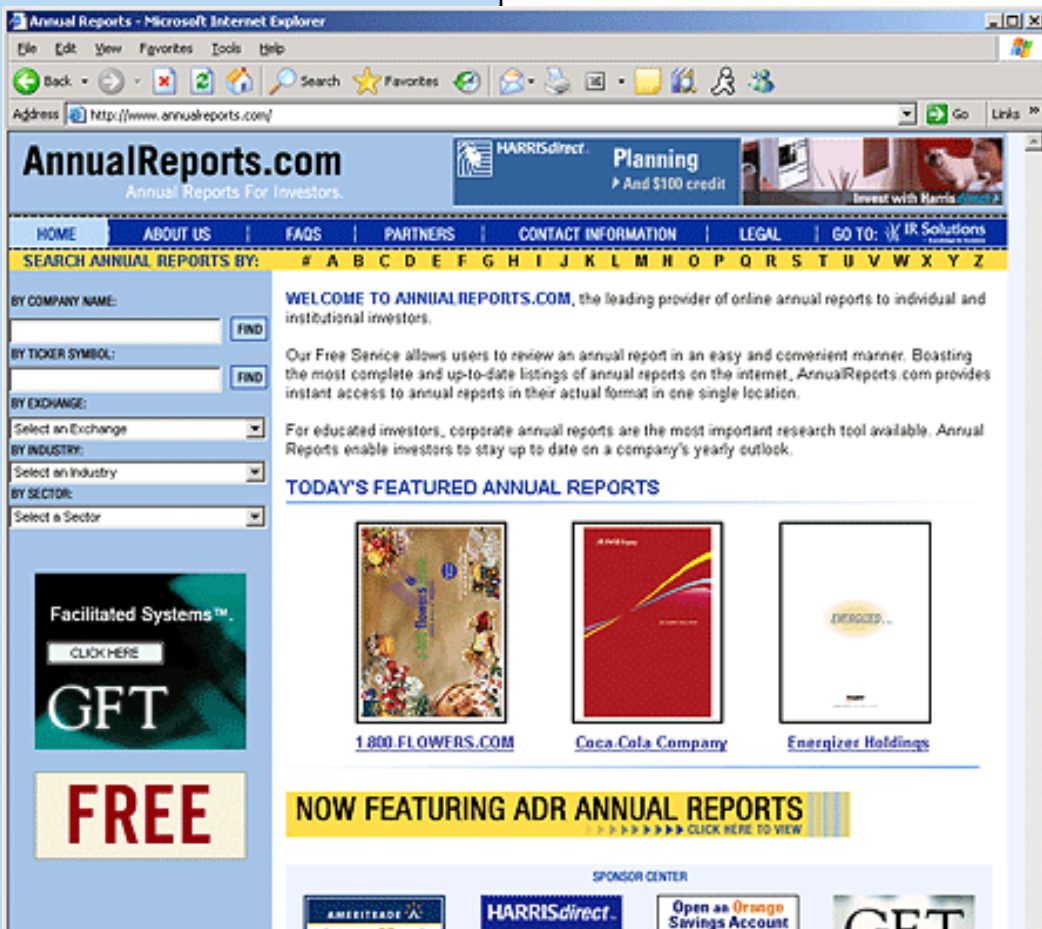 Annual Reports - Microsoft Internet Explorer
File Edit View Favorites Tools Help
Back Search Favorites
Address http://www.annualreports.com/ Go Links »
AnnualReports.com
Annual Reports For Investors.
HARRISdirect.
Planning
And $100 credit
Invest with Harrisdirect
HOME | ABOUT US | FAQS | PARTNERS | CONTACT INFORMATION | LEGAL | GO TO: IR Solutions
SEARCH ANNUAL REPORTS BY: # A B C D E F G H I J K L M N O P Q R S T U V W X Y Z
BY COMPANY NAME:
FIND
BY TICKER SYMBOL:
FIND
BY EXCHANGE:
Select an Exchange
BY INDUSTRY:
Select an Industry
BY SECTOR:
Select a Sector
Facilitated Systems™.
CLICK HERE
GFT
FREE
WELCOME TO ANNUALREPORTS.COM, the leading provider of online annual reports to individual and
institutional investors.
Our Free Service allows users to review an annual report in an easy and convenient manner. Boasting
the most complete and up-to-date listings of annual reports on the internet, AnnualReports.com provides
instant access to annual reports in their actual format in one single location.
For educated investors, corporate annual reports are the most important research tool available. Annual
Reports enable investors to stay up to date on a company's yearly outlook.
TODAY'S FEATURED ANNUAL REPORTS
1-800-FLOWERS.COM Coca-Cola Company Energizer Holdings
NOW FEATURING ADR ANNUAL REPORTS
CLICK HERE TO VIEW
SPONSOR CENTER
AMERITRADE
HARRISdirect.
Open an Orange
Savings Account
GFT